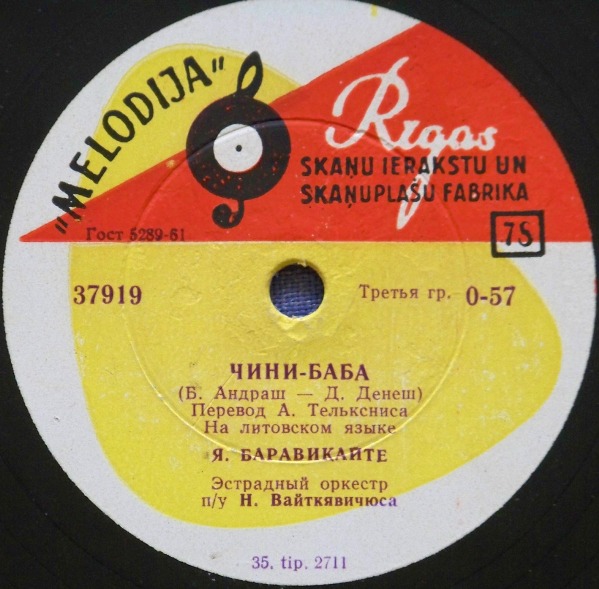 "MELODIJA"
Rīgas
SKAŅU IERAKSTU UN
SKAŅUPLAŠU FABRIKA
Гост 5289-61
78
37919
Третья гр. 0-57
ЧИНИ-БАБА
(Б. Андраш — Д. Денеш)
Перевод А. Тельксниса
На литовском языке
Я. БАРАВИКАЙТЕ
Эстрадный оркестр
п/у Н. Вайткявичюса
35. tip. 2711